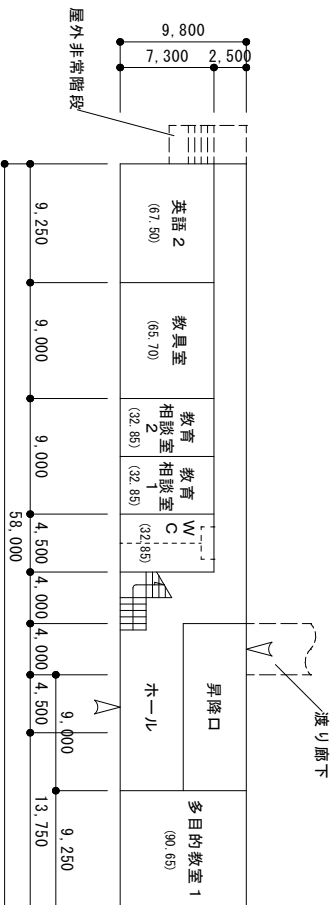 9,800
7,300
2,500
屋外非常階段
英語2
(67.50)
教具室
(65.70)
教育
相談室
2
(32.85)
教育
相談室
1
(32.85)
WC
(32.85)
ホール
昇降口
渡り廊下
多目的教室1
(90.65)
9,250
9,000
9,000
4,500
4,000
4,000
4,500
13,750
9,000
9,250
58,000